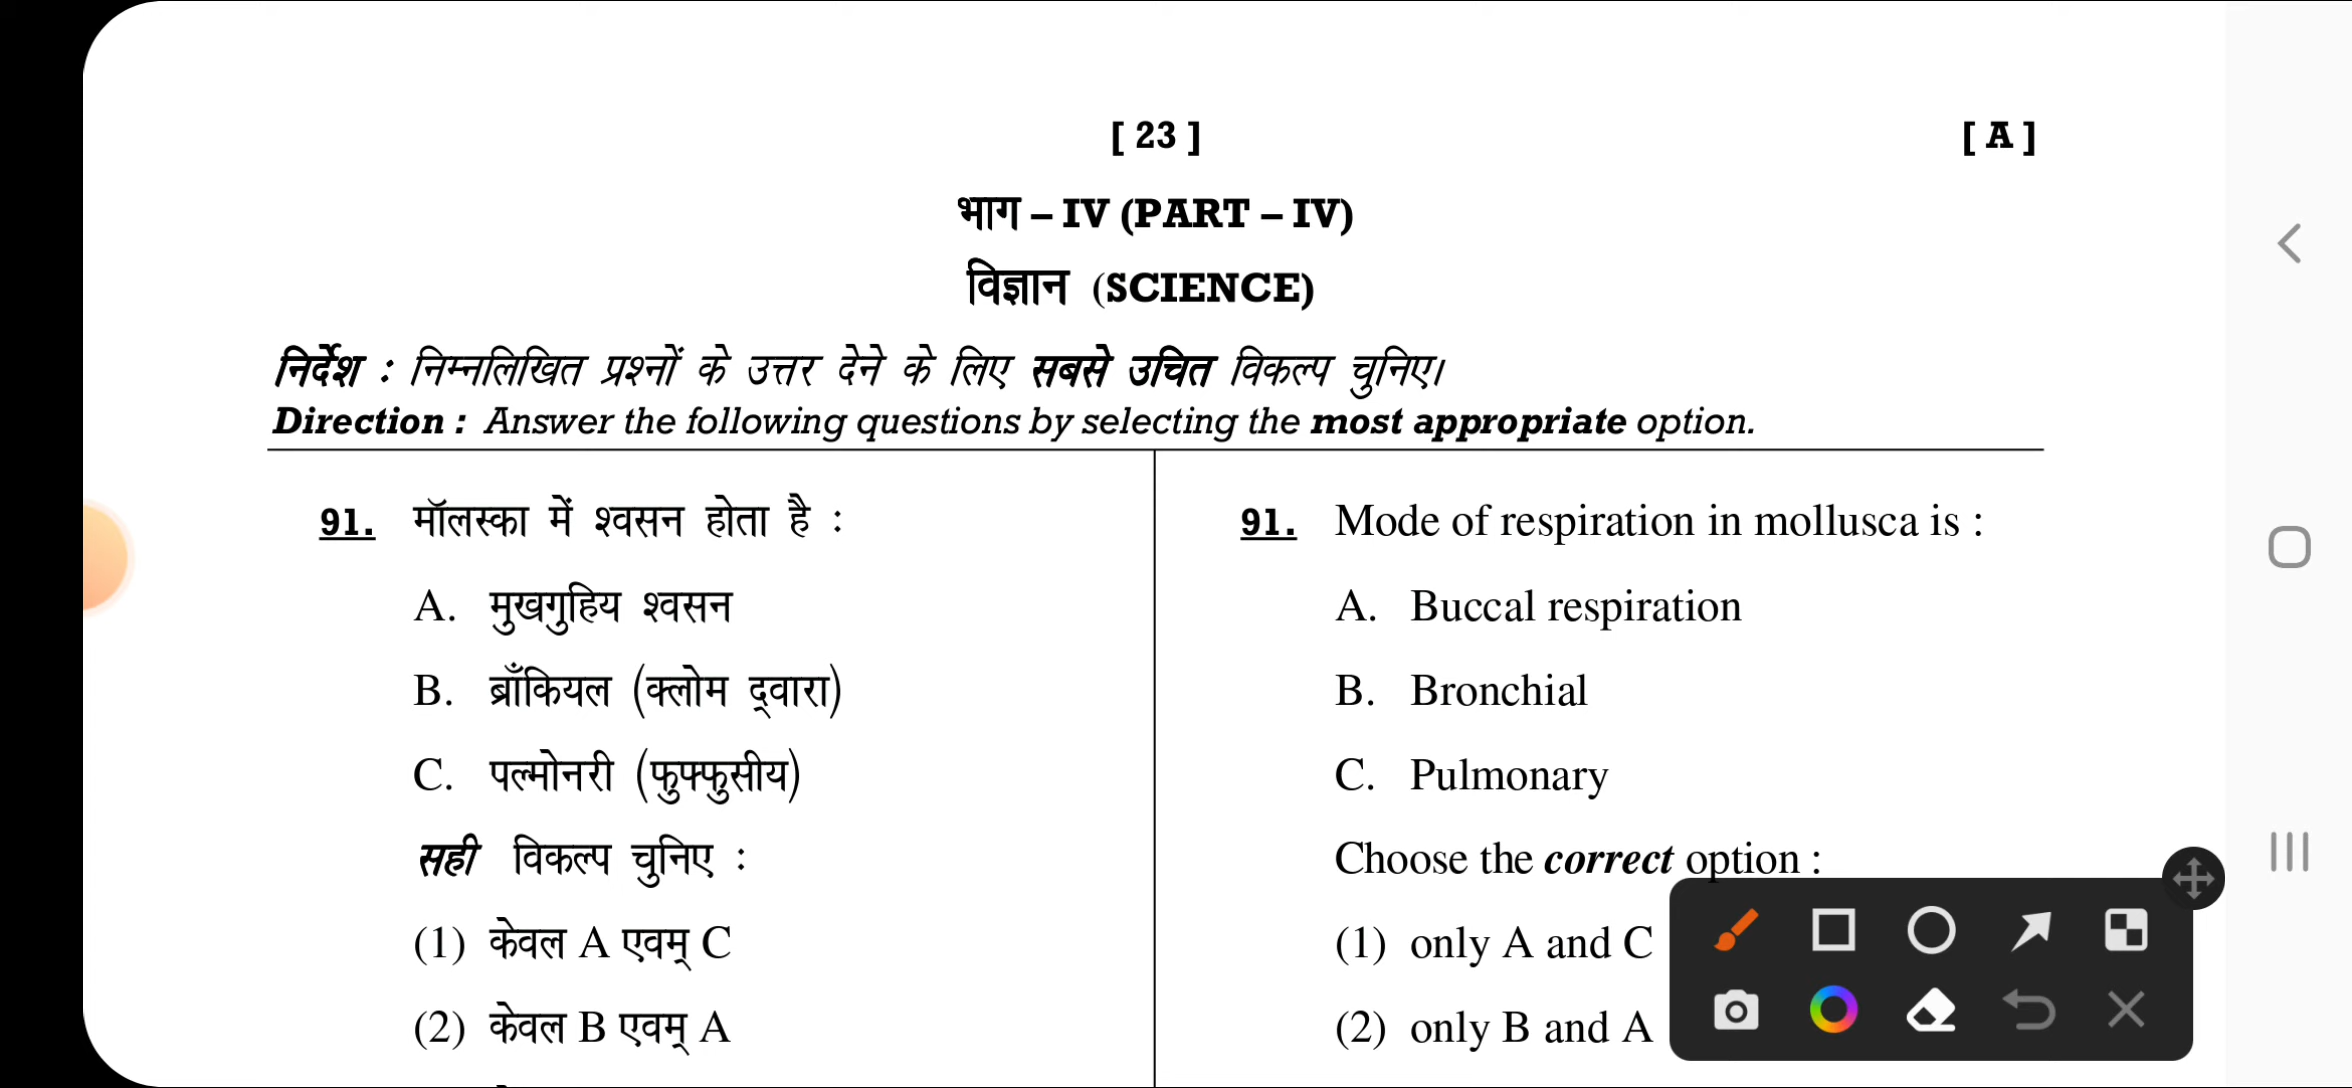 [ 23 ]
[ A ]
भाग – IV (PART – IV)
विज्ञान (SCIENCE)
निर्देश : निम्नलिखित प्रश्नों के उत्तर देने के लिए सबसे उचित विकल्प चुनिए।
Direction : Answer the following questions by selecting the most appropriate option.
91. मॉलस्का में श्वसन होता है :
A. मुखगुहिय श्वसन
B. ब्रॉंकियल (क्लोम द्वारा)
C. पल्मोनरी (फुफ्फुसीय)
सही विकल्प चुनिए :
(1) केवल A एवम् C
(2) केवल B एवम् A
91. Mode of respiration in mollusca is :
A. Buccal respiration
B. Bronchial
C. Pulmonary
Choose the correct option :
(1) only A and C
(2) only B and A